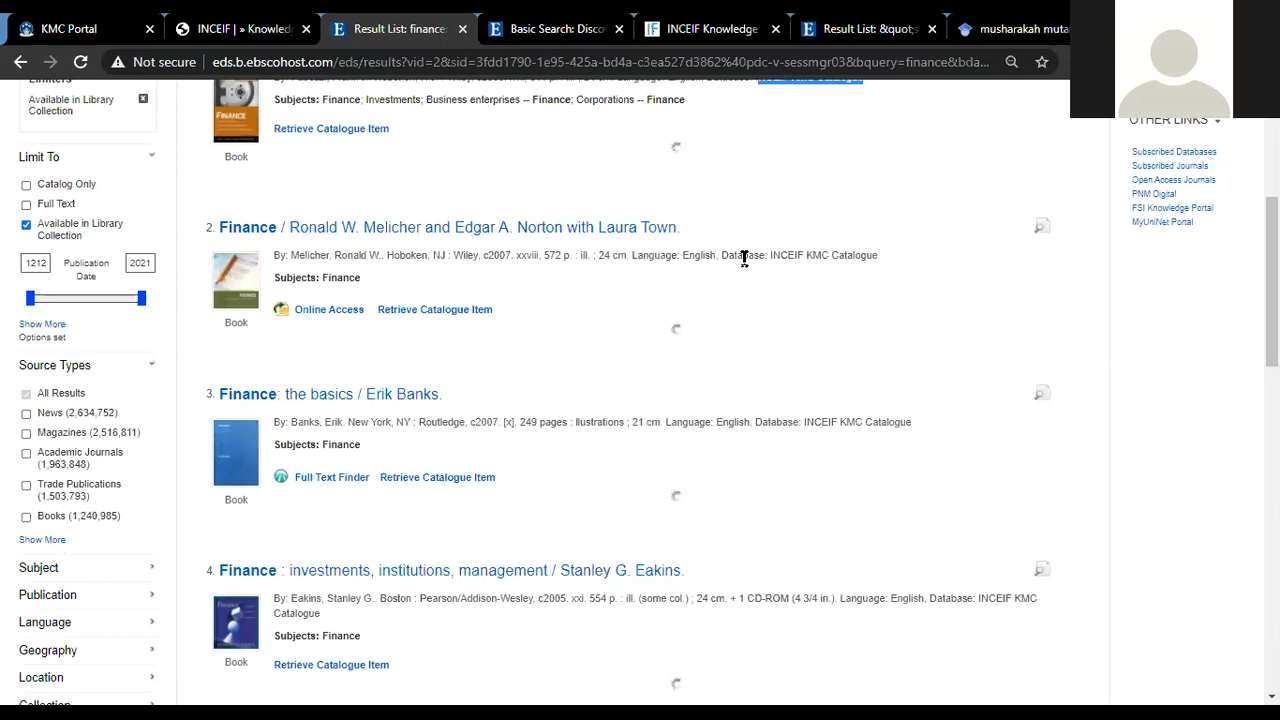 KMC Portal
INCEIF | » Knowled
Result List: finance
Basic Search: Disco
INCEIF Knowledge
Result List: &quot;s
musharakah muta
Not secure
eds.b.ebscohost.com/eds/results?vid=2&sid=3fdd1790-1e95-425a-bd4a-c3ea527d3862%40pdc-v-sessmgr03&bquery=finance&bda...
Available in Library
Collection
Limit To
Catalog Only
Full Text
Available in Library
Collection
1212
Publication
Date
2021
Show More
Options set
Source Types
All Results
News (2,634,752)
Magazines (2,516,811)
Academic Journals
(1,963,848)
Trade Publications
(1,503,793)
Books (1,240,985)
Show More
Subject
Publication
Language
Geography
Location
FINANCE
Subjects: Finance; Investments; Business enterprises -- Finance; Corporations -- Finance
Retrieve Catalogue Item
Book
2. Finance / Ronald W. Melicher and Edgar A. Norton with Laura Town.
By: Melicher, Ronald W.. Hoboken, NJ : Wiley, c2007. xxviii, 572 p. : ill. ; 24 cm. Language: English, Database: INCEIF KMC Catalogue
Subjects: Finance
Online Access Retrieve Catalogue Item
Book
3. Finance: the basics / Erik Banks.
By: Banks, Erik. New York, NY : Routledge, c2007. [x]. 249 pages : Ilustrations ; 21 cm. Language: English, Database: INCEIF KMC Catalogue
Subjects: Finance
Full Text Finder Retrieve Catalogue Item
Book
4. Finance : investments, institutions, management / Stanley G. Eakins.
By: Eakins, Stanley G.. Boston : Pearson/Addison-Wesley, c2005. xxi, 554 p. : ill. (some col.) ; 24 cm. + 1 CD-ROM (4 3/4 in.). Language: English, Database: INCEIF KMC
Catalogue
Subjects: Finance
Book
Retrieve Catalogue Item
OTHER LINKS
Subscribed Databases
Subscribed Journals
Open Access Journals
PNM Digital
FSI Knowledge Portal
MyUniNet Portal